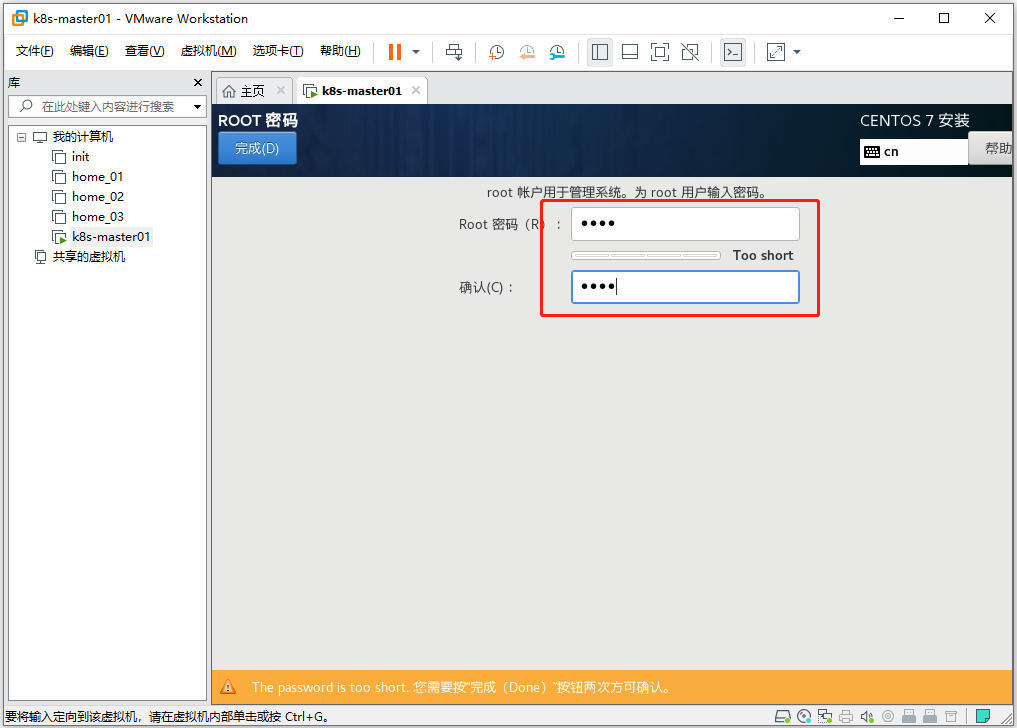 k8s-master01 - VMware Workstation
文件(F) 编辑(E) 查看(V) 虚拟机(M) 选项卡(T) 帮助(H)
库
在此处键入内容进行搜索
我的计算机
init
home_01
home_02
home_03
k8s-master01
共享的虚拟机
主页 k8s-master01
ROOT 密码
完成(D)
CENTOS 7 安装
cn
帮助
root 帐户用于管理系统。为 root 用户输入密码。
Root 密码（R）：
••••
Too short
确认(C)：
••••
The password is too short. 您需要按“完成（Done）”按钮两次方可确认。
要将输入定向到该虚拟机，请在虚拟机内部单击或按 Ctrl+G。